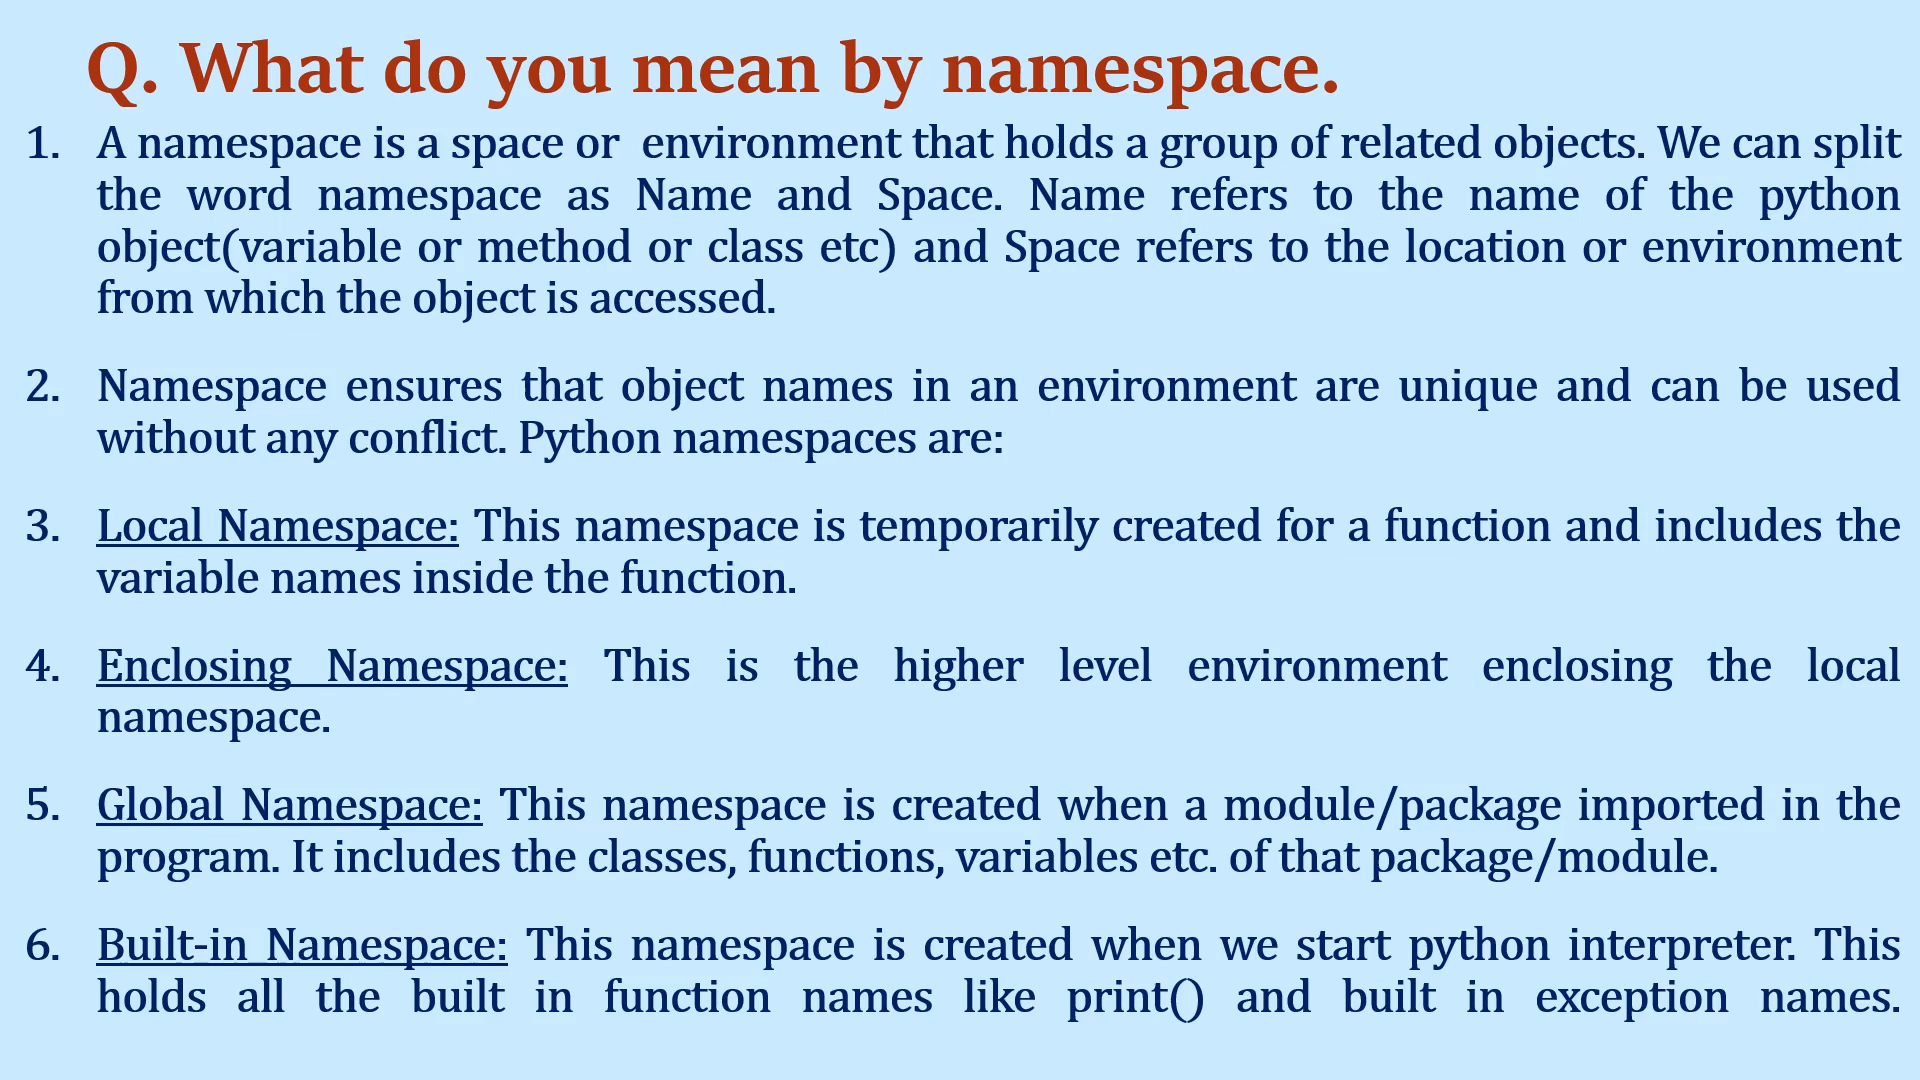 Q. What do you mean by namespace.
1. A namespace is a space or  environment that holds a group of related objects. We can split
the word namespace as Name and Space. Name refers to the name of the python
object(variable or method or class etc) and Space refers to the location or environment
from which the object is accessed.
2. Namespace ensures that object names in an environment are unique and can be used
without any conflict. Python namespaces are:
3. Local Namespace: This namespace is temporarily created for a function and includes the
variable names inside the function.
4. Enclosing Namespace: This is the higher level environment enclosing the local
namespace.
5. Global Namespace: This namespace is created when a module/package imported in the
program. It includes the classes, functions, variables etc. of that package/module.
6. Built-in Namespace: This namespace is created when we start python interpreter. This
holds all the built in function names like print() and built in exception names.